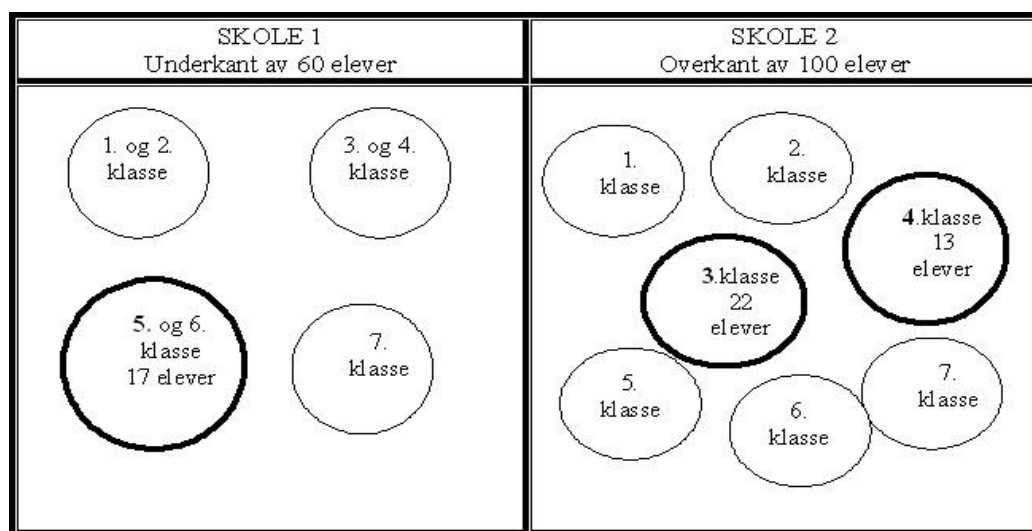 SKOLE 1
Underkant av 60 elever
SKOLE 2
Overkant av 100 elever
1. og 2.
klasse
3. og 4.
klasse
5. og 6.
klasse
17 elever
7.
klasse
1.
klasse
2.
klasse
3.klasse
22
elever
4.klasse
13
elever
5.
klasse
6.
klasse
7.
klasse